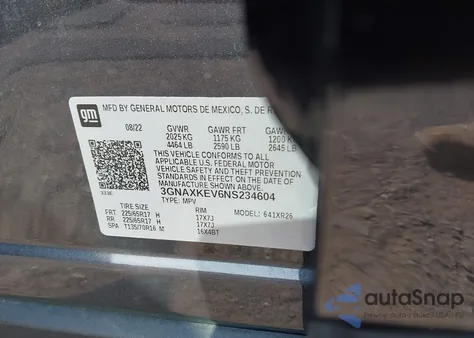 gm
MFD BY GENERAL MOTORS DE MEXICO, S. DE R
08/22 GVWR GAWR FRT GAWR
2025 KG 1175 KG 1200 KG
4464 LB 2590 LB 2645 LB
THIS VEHICLE CONFORMS TO ALL
APPLICABLE U.S. FEDERAL MOTOR
VEHICLE SAFETY AND THEFT
PREVENTION STANDARDS IN EFFECT
ON THE DATE OF MANUFACTURE
SHOWN ABOVE.
3GNAXKEV6NS234604
TYPE: MPV
TIRE SIZE RIM MODEL: 641XR26
FRT 225/65R17 H 17X7J
RR 225/65R17 H 17X7J
SPA T135/70R16 M 16X4BT
autoSnap